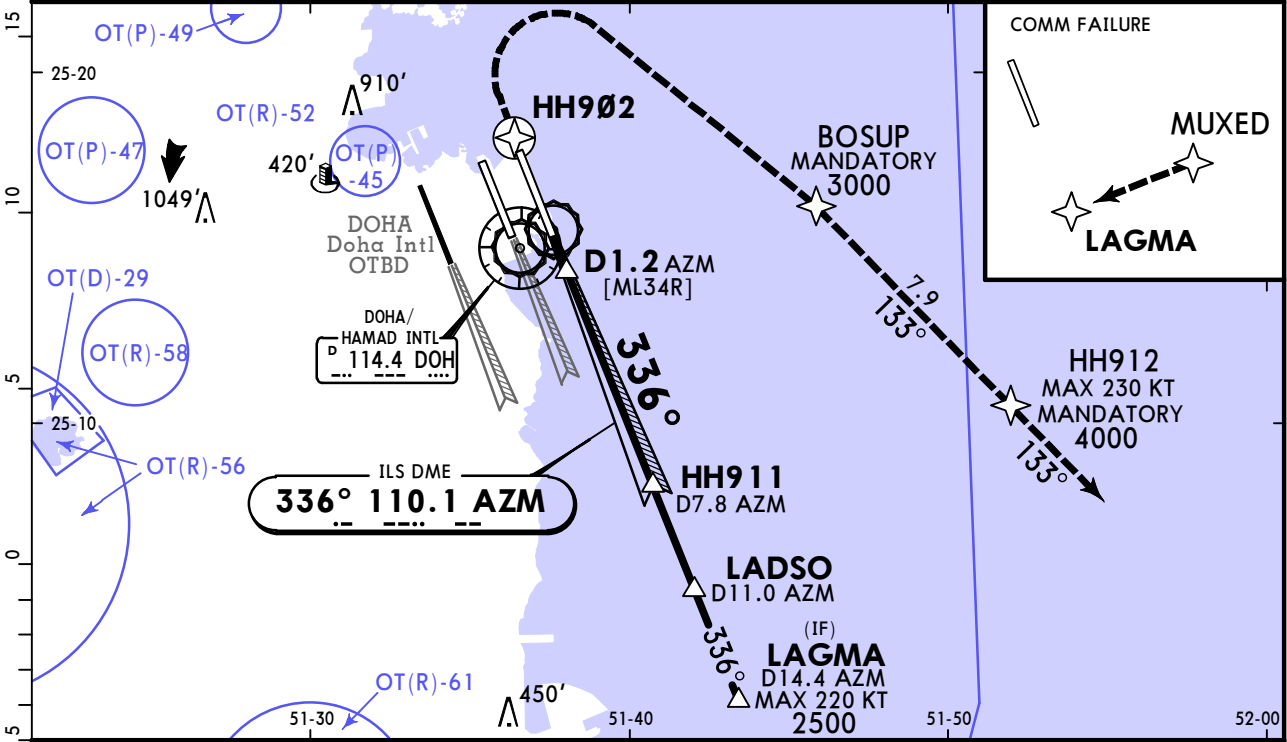 15
OT(P)-49
25-20
910'
OT(R)-52
OT(P)-47
420'
OT(P)
-45
1049'
HH9Ø2
BOSUP
MANDATORY
3000
COMM FAILURE
MUXED
LAGMA
10
DOHA
Doha Intl
OTBD
D1.2 AZM
[ML34R]
OT(D)-29
DOHA/
HAMAD INTL
D 114.4 DOH
OT(R)-58
7.9
133°
336°
HH912
MAX 230 KT
MANDATORY
4000
133°
5
25-10
OT(R)-56
ILS DME
336° 110.1 AZM
HH911
D7.8 AZM
0
LADSO
D11.0 AZM
336°
(IF)
LAGMA
D14.4 AZM
MAX 220 KT
2500
OT(R)-61
450'
5
51-30
51-40
51-50
52-00